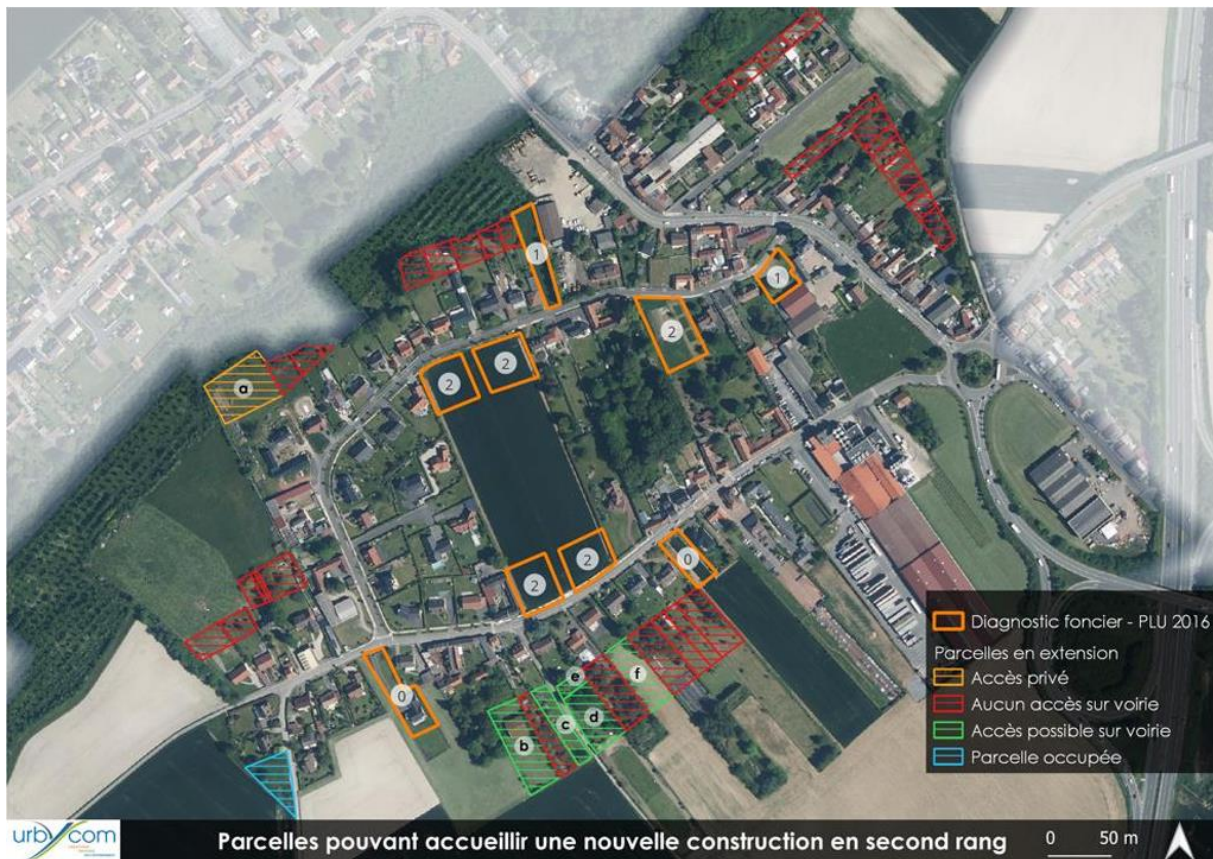 1
1
2
2
2
a
2
2
0
0
e
f
b
c
d
Diagnostic foncier - PLU 2016
Parcelles en extension
Accès privé
Aucun accès sur voirie
Accès possible sur voirie
Parcelle occupée
urbycom
Parcelles pouvant accueillir une nouvelle construction en second rang
0 50 m